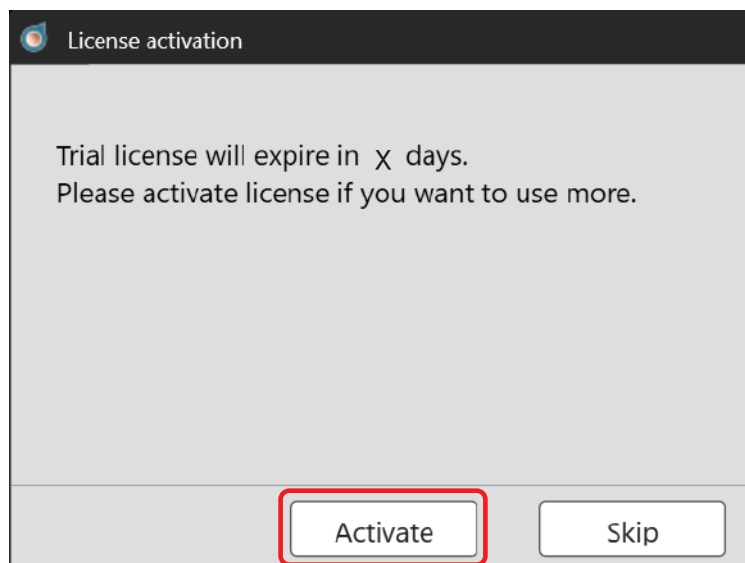 License activation
Trial license will expire in X days.
Please activate license if you want to use more.
Activate Skip